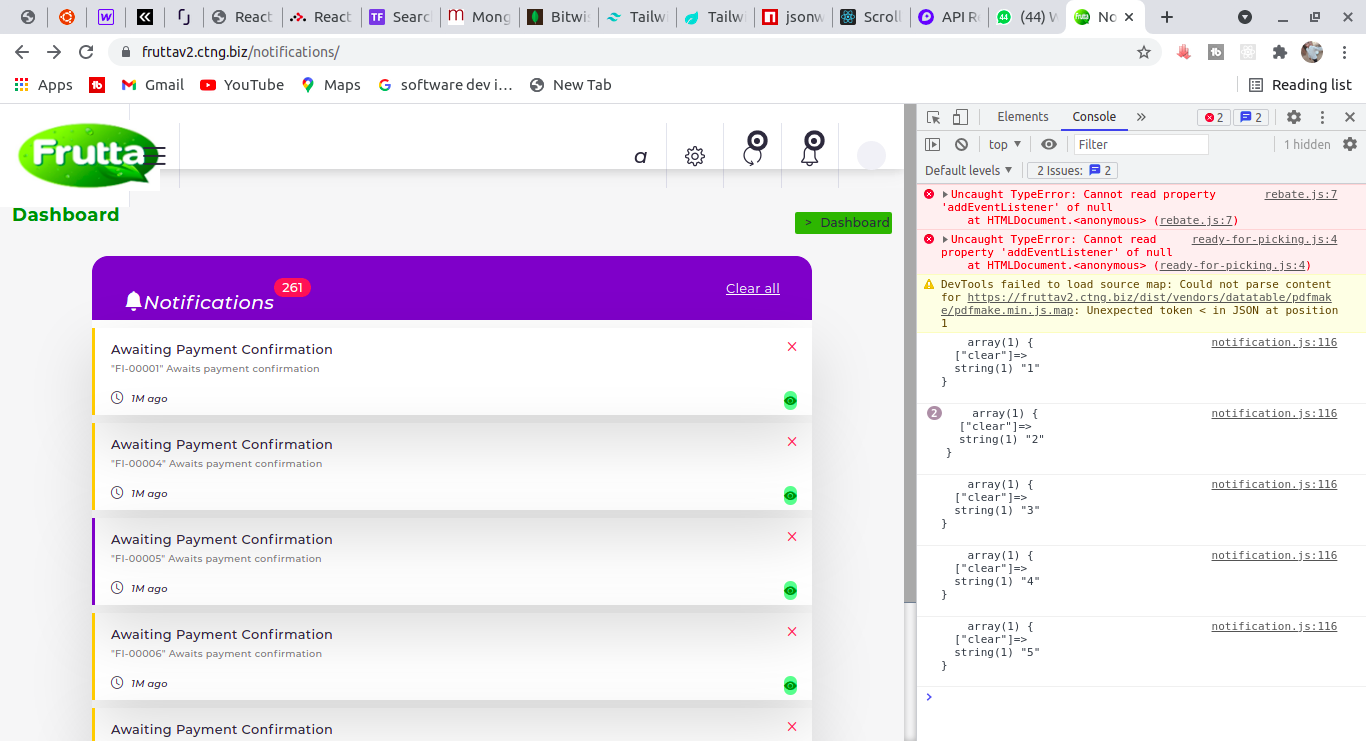 React
React
TF
Searc
Mong
Bitwi
Tailw
Tailw
jsonw
Scroll
API R
44 (44) W
No
fruttav2.ctng.biz/notifications/
Apps
Gmail
YouTube
Maps
software dev i…
New Tab
Reading list
Frutta
a
Dashboard
> Dashboard
Notifications
261
Clear all
Awaiting Payment Confirmation
"FI-00001" Awaits payment confirmation
1M ago
Awaiting Payment Confirmation
"FI-00004" Awaits payment confirmation
1M ago
Awaiting Payment Confirmation
"FI-00005" Awaits payment confirmation
1M ago
Awaiting Payment Confirmation
"FI-00006" Awaits payment confirmation
1M ago
Awaiting Payment Confirmation
Elements
Console
2
2
top
Filter
1 hidden
Default levels
2 Issues: 2
Uncaught TypeError: Cannot read property rebate.js:7
'addEventListener' of null
at HTMLDocument.<anonymous> (rebate.js:7)
Uncaught TypeError: Cannot read ready-for-picking.js:4
property 'addEventListener' of null
at HTMLDocument.<anonymous> (ready-for-picking.js:4)
DevTools failed to load source map: Could not parse content
for https://fruttav2.ctng.biz/dist/vendors/datatable/pdfmak
e/pdfmake.min.js.map: Unexpected token < in JSON at position
1
array(1) { notification.js:116
["clear"]=>
string(1) "1"
}
2 array(1) { notification.js:116
["clear"]=>
string(1) "2"
}
array(1) { notification.js:116
["clear"]=>
string(1) "3"
}
array(1) { notification.js:116
["clear"]=>
string(1) "4"
}
array(1) { notification.js:116
["clear"]=>
string(1) "5"
}